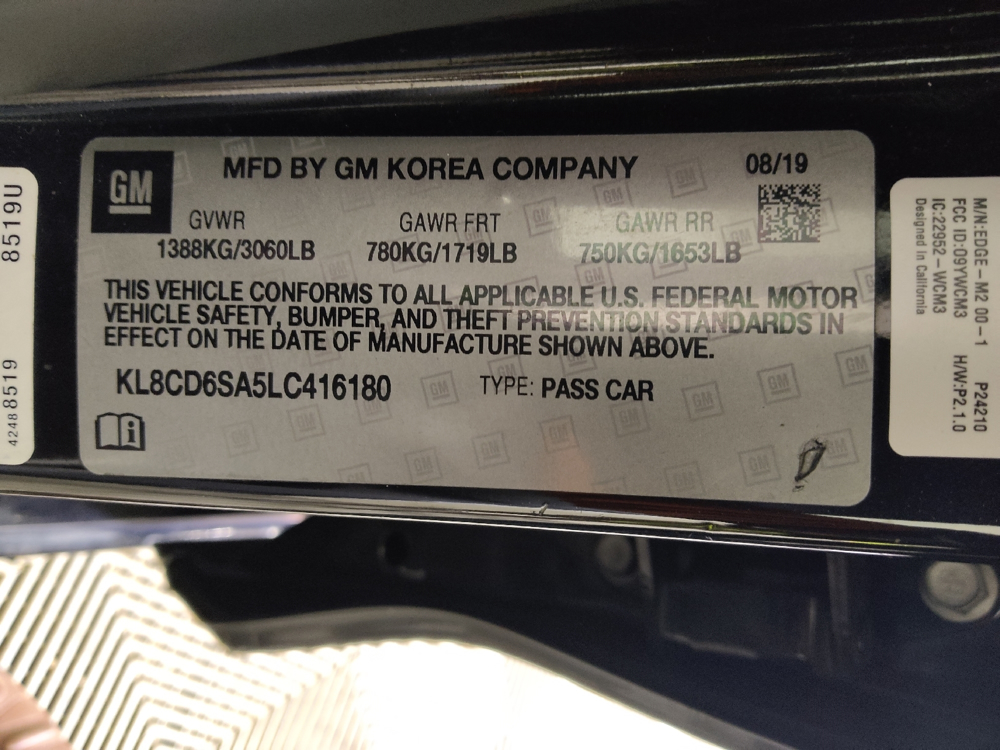 GM
MFD BY GM KOREA COMPANY 08/19
GVWR GAWR FRT GAWR RR
1388KG/3060LB 780KG/1719LB 750KG/1653LB
THIS VEHICLE CONFORMS TO ALL APPLICABLE U.S. FEDERAL MOTOR
VEHICLE SAFETY, BUMPER, AND THEFT PREVENTION STANDARDS IN
EFFECT ON THE DATE OF MANUFACTURE SHOWN ABOVE.
KL8CD6SA5LC416180 TYPE: PASS CAR
8519U
42488519
M/N:EDGE-M2 00-1 P24210
FCC ID:09YWCM3 H/W:P2.1.0
IC:22952-WCM3
Designed in California